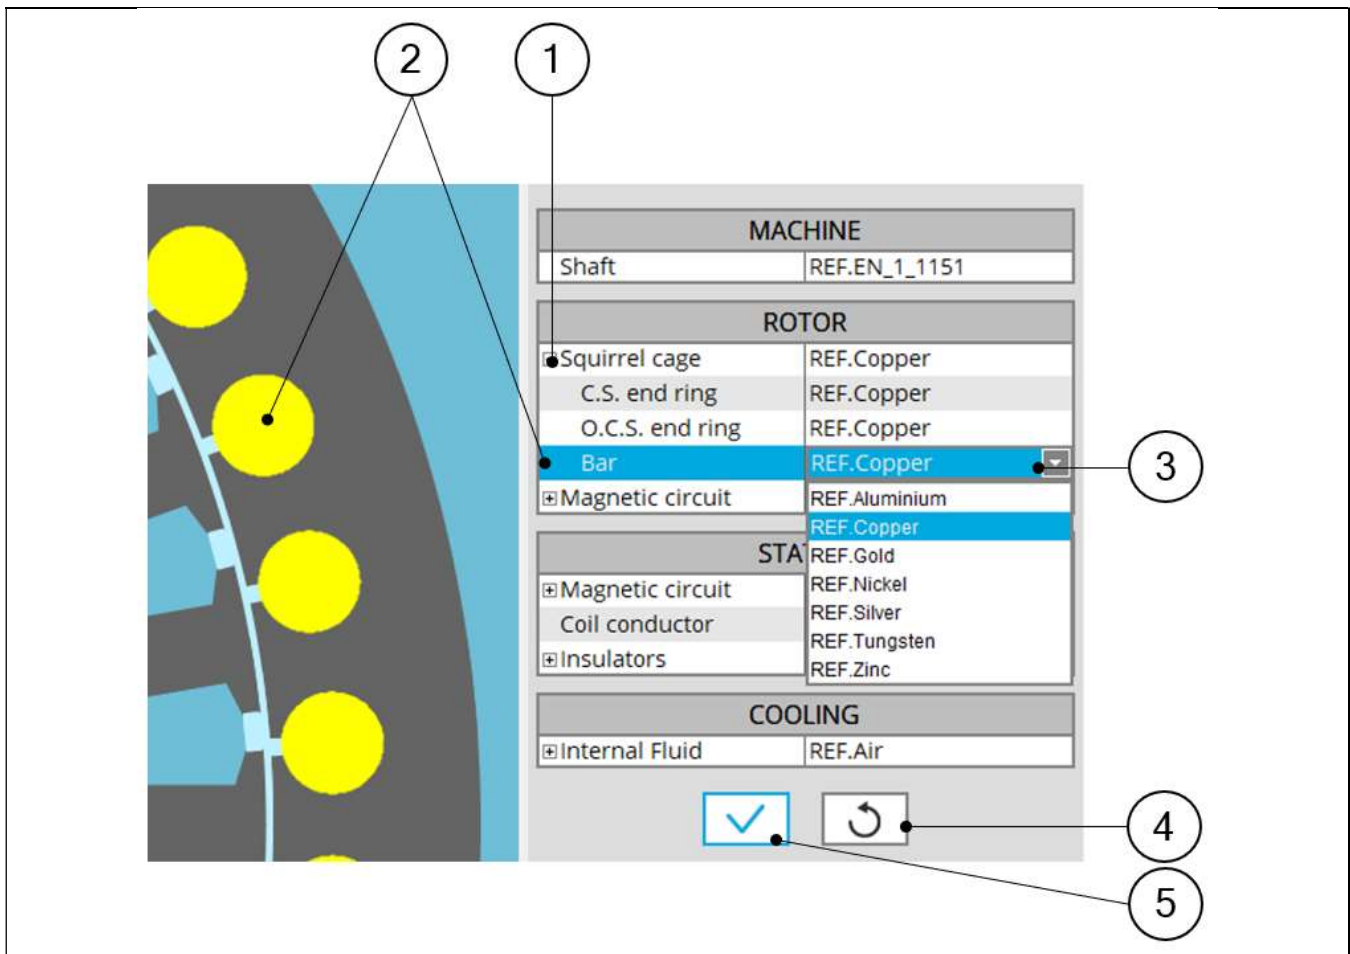 2 1
MACHINE
Shaft REF.EN_1_1151
ROTOR
Squirrel cage REF.Copper
C.S. end ring REF.Copper
O.C.S. end ring REF.Copper
Bar REF.Copper
3
Magnetic circuit REF.Aluminium
REF.Copper
STA REF.Gold
Magnetic circuit REF.Nickel
Coil conductor REF.Silver
REF.Tungsten
Insulators REF.Zinc
COOLING
Internal Fluid REF.Air
4
5